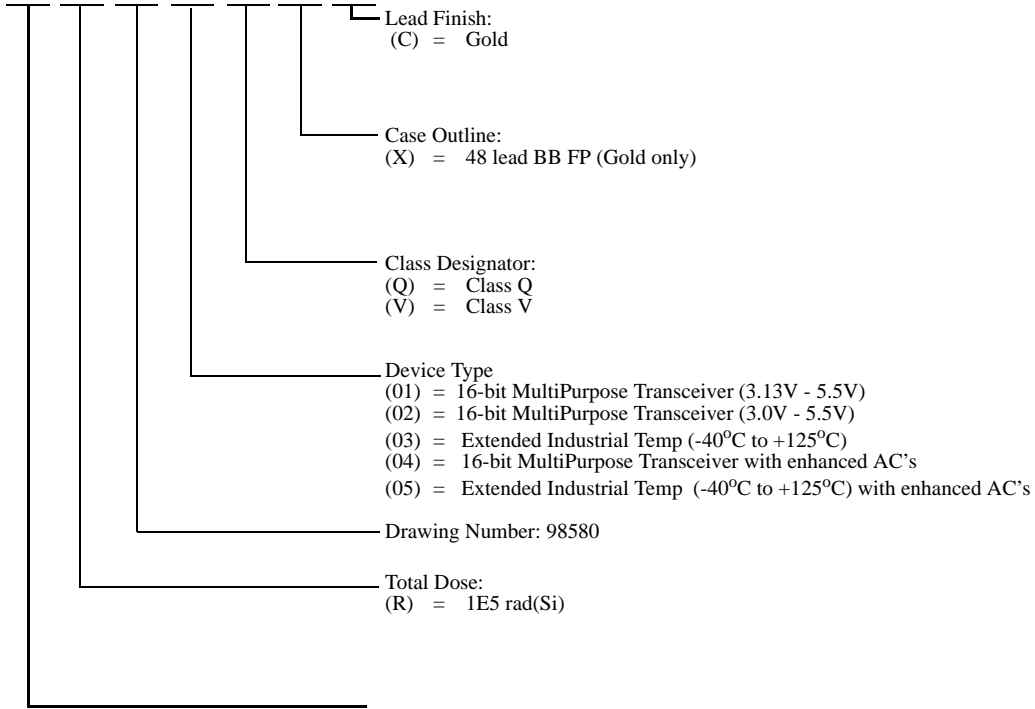 Lead Finish:
(C) = Gold
Case Outline:
(X) = 48 lead BB FP (Gold only)
Class Designator:
(Q) = Class Q
(V) = Class V
Device Type
(01) = 16-bit MultiPurpose Transceiver (3.13V - 5.5V)
(02) = 16-bit MultiPurpose Transceiver (3.0V - 5.5V)
(03) = Extended Industrial Temp (-40°C to +125°C)
(04) = 16-bit MultiPurpose Transceiver with enhanced AC's
(05) = Extended Industrial Temp (-40°C to +125°C) with enhanced AC's
Drawing Number: 98580
Total Dose:
(R) = 1E5 rad(Si)